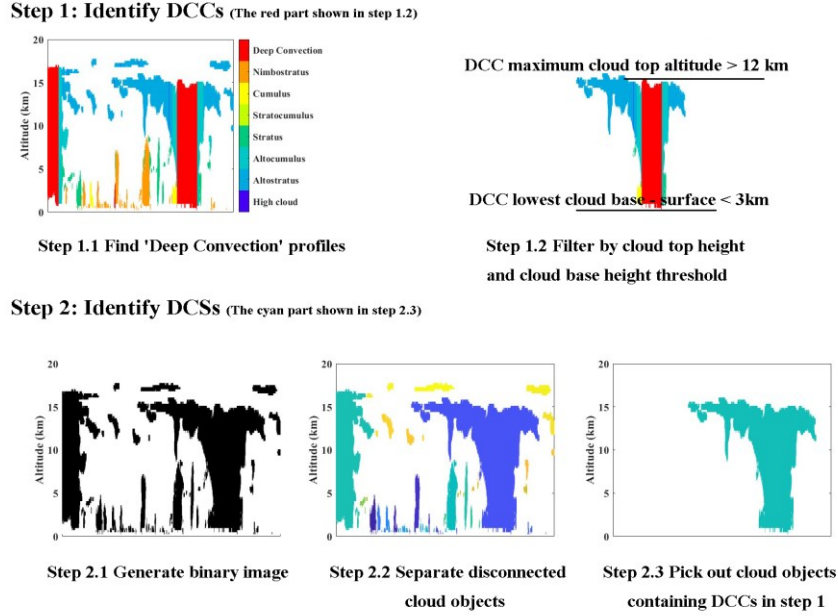 Step 1: Identify DCCs (The red part shown in step 1.2)
20
15
10
5
0
Altitude (km)
Deep Convection
Nimbostratus
Cumulus
Stratocumulus
Stratus
Altocumulus
Altostratus
High cloud
Step 1.1 Find 'Deep Convection' profiles
DCC maximum cloud top altitude > 12 km
DCC lowest cloud base - surface < 3km
Step 1.2 Filter by cloud top height
and cloud base height threshold
Step 2: Identify DCSs (The cyan part shown in step 2.3)
20
15
10
5
0
Altitude (km)
Step 2.1 Generate binary image
20
15
10
5
0
Altitude (km)
Step 2.2 Separate disconnected
cloud objects
20
15
10
5
0
Altitude (km)
Step 2.3 Pick out cloud objects
containing DCCs in step 1